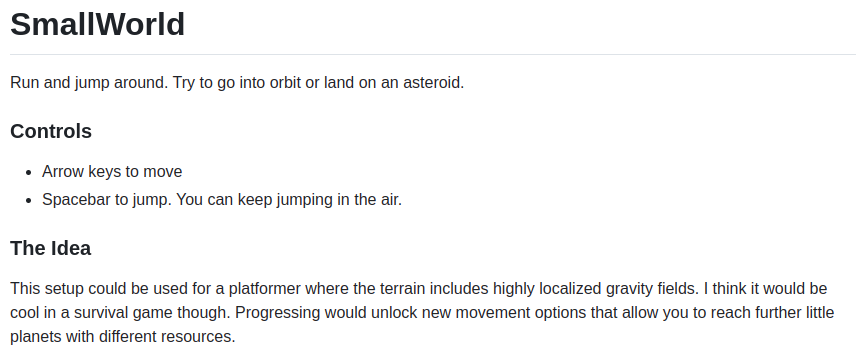 SmallWorld
Run and jump around. Try to go into orbit or land on an asteroid.
Controls
Arrow keys to move
Spacebar to jump. You can keep jumping in the air.
The Idea
This setup could be used for a platformer where the terrain includes highly localized gravity fields. I think it would be
cool in a survival game though. Progressing would unlock new movement options that allow you to reach further little
planets with different resources.